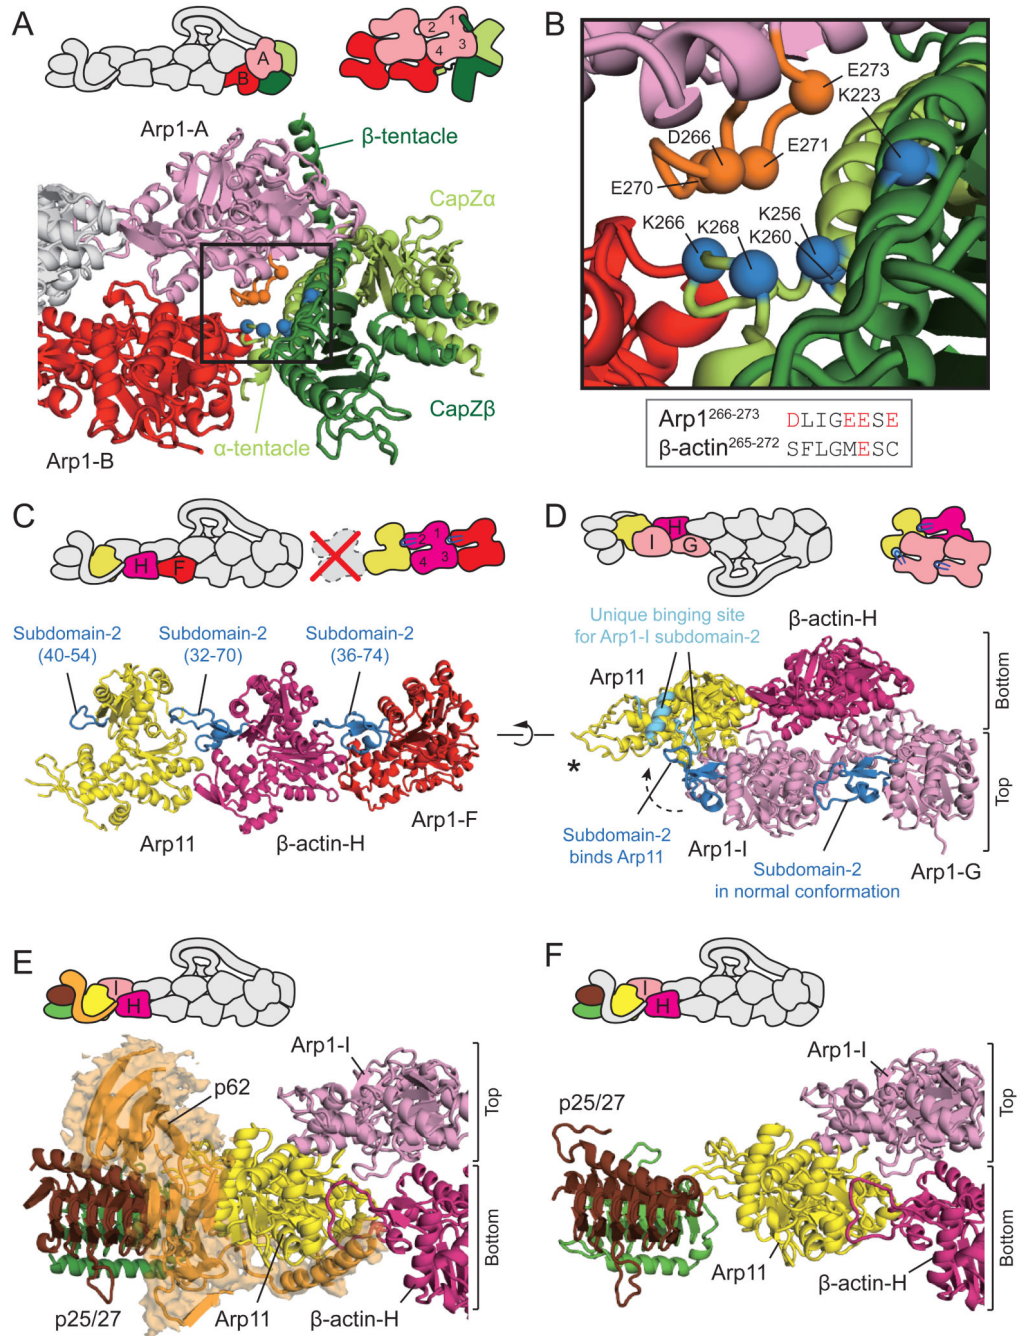 A
A
B
2
1
4
3
Arp1-A
β-tentacle
CapZα
CapZβ
α-tentacle
Arp1-B
B
E273
K223
D266
E271
E270
K266
K268
K256
K260
Arp1²⁶⁶⁻²⁷³ DLIGEESE
β-actin²⁶⁵⁻²⁷² SFLGMESC
C
H
F
2
1
4
3
Subdomain-2
(40-54)
Subdomain-2
(32-70)
Subdomain-2
(36-74)
Arp11
β-actin-H
Arp1-F
D
H
I
G
Unique binging site
for Arp1-I subdomain-2
β-actin-H
Arp11
*
Bottom
Top
Subdomain-2
binds Arp11
Arp1-I
Subdomain-2
in normal conformation
Arp1-G
E
I
H
Arp1-I
p62
Top
Bottom
p25/27
Arp11
β-actin-H
F
I
H
Arp1-I
p25/27
Top
Bottom
Arp11
β-actin-H